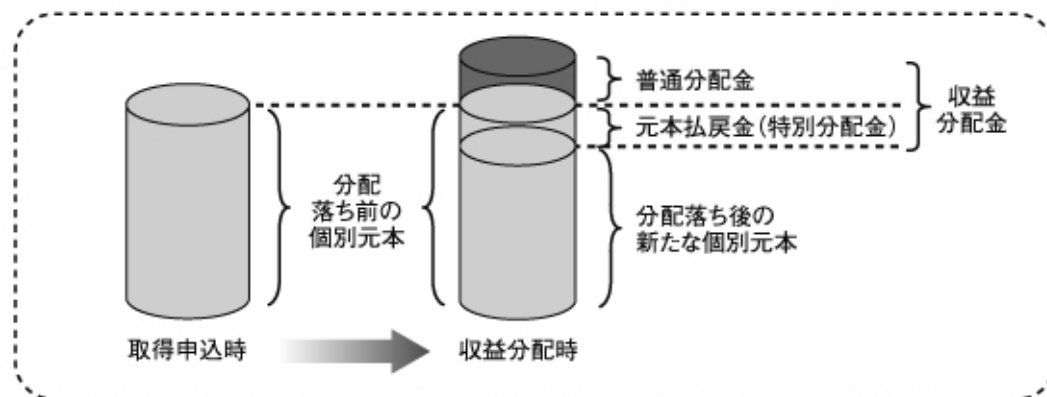 普通分配金
収益
分配金
元本払戻金(特別分配金)
分配
落ち前の
個別元本
分配落ち後の
新たな個別元本
取得申込時
収益分配時